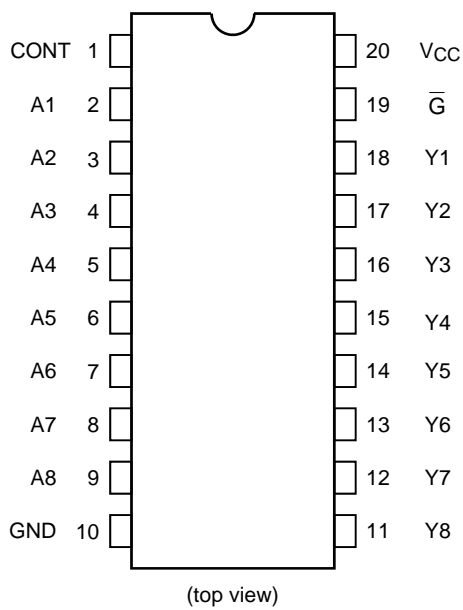 CONT 1 20 VCC
A1 2 19 G̅
A2 3 18 Y1
A3 4 17 Y2
A4 5 16 Y3
A5 6 15 Y4
A6 7 14 Y5
A7 8 13 Y6
A8 9 12 Y7
GND 10 11 Y8
(top view)